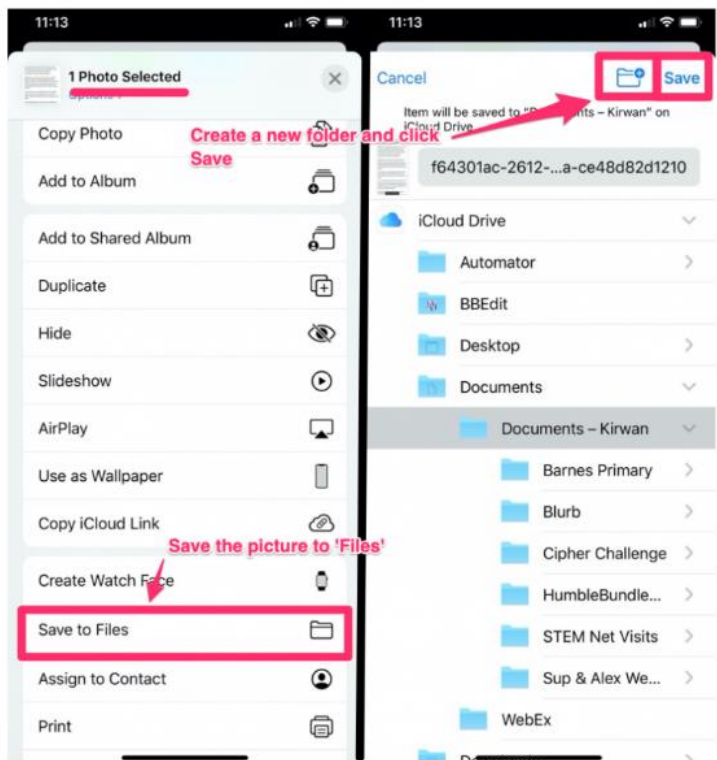 11:13
1 Photo Selected
Copy Photo
Add to Album
Add to Shared Album
Duplicate
Hide
Slideshow
AirPlay
Use as Wallpaper
Copy iCloud Link
Save the picture to 'Files'
Create Watch Face
Save to Files
Assign to Contact
Print
11:13
Cancel
Save
Item will be saved to "Documents – Kirwan" on
iCloud Drive
Create a new folder and click
Save
f64301ac-2612-...a-ce48d82d1210
iCloud Drive
Automator
BBEdit
Desktop
Documents
Documents – Kirwan
Barnes Primary
Blurb
Cipher Challenge
HumbleBundle...
STEM Net Visits
Sup & Alex We...
WebEx